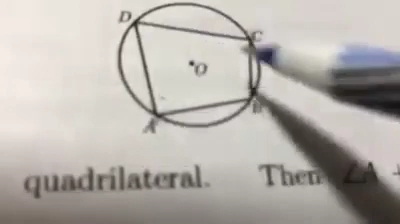 D
C
O
B
A
quadrilateral. Then ∠A +